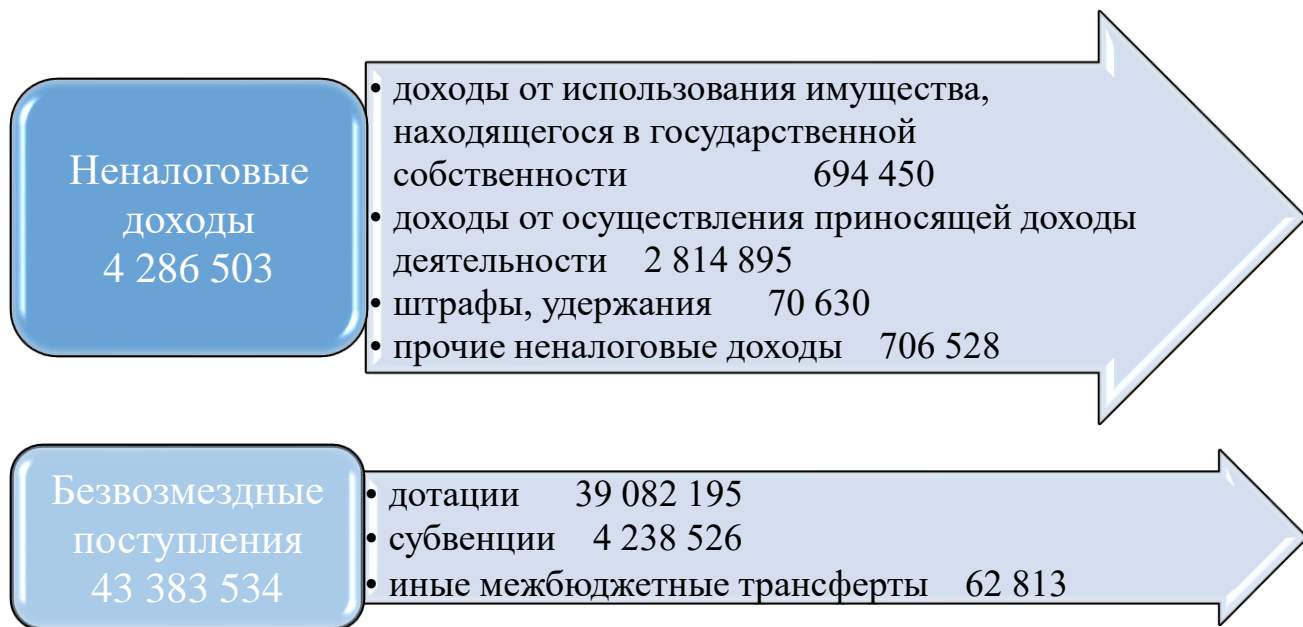 Неналоговые
доходы
4 286 503
• доходы от использования имущества,
находящегося в государственной
собственности 694 450
• доходы от осуществления приносящей доходы
деятельности 2 814 895
• штрафы, удержания 70 630
• прочие неналоговые доходы 706 528
Безвозмездные
поступления
43 383 534
• дотации 39 082 195
• субвенции 4 238 526
• иные межбюджетные трансферты 62 813